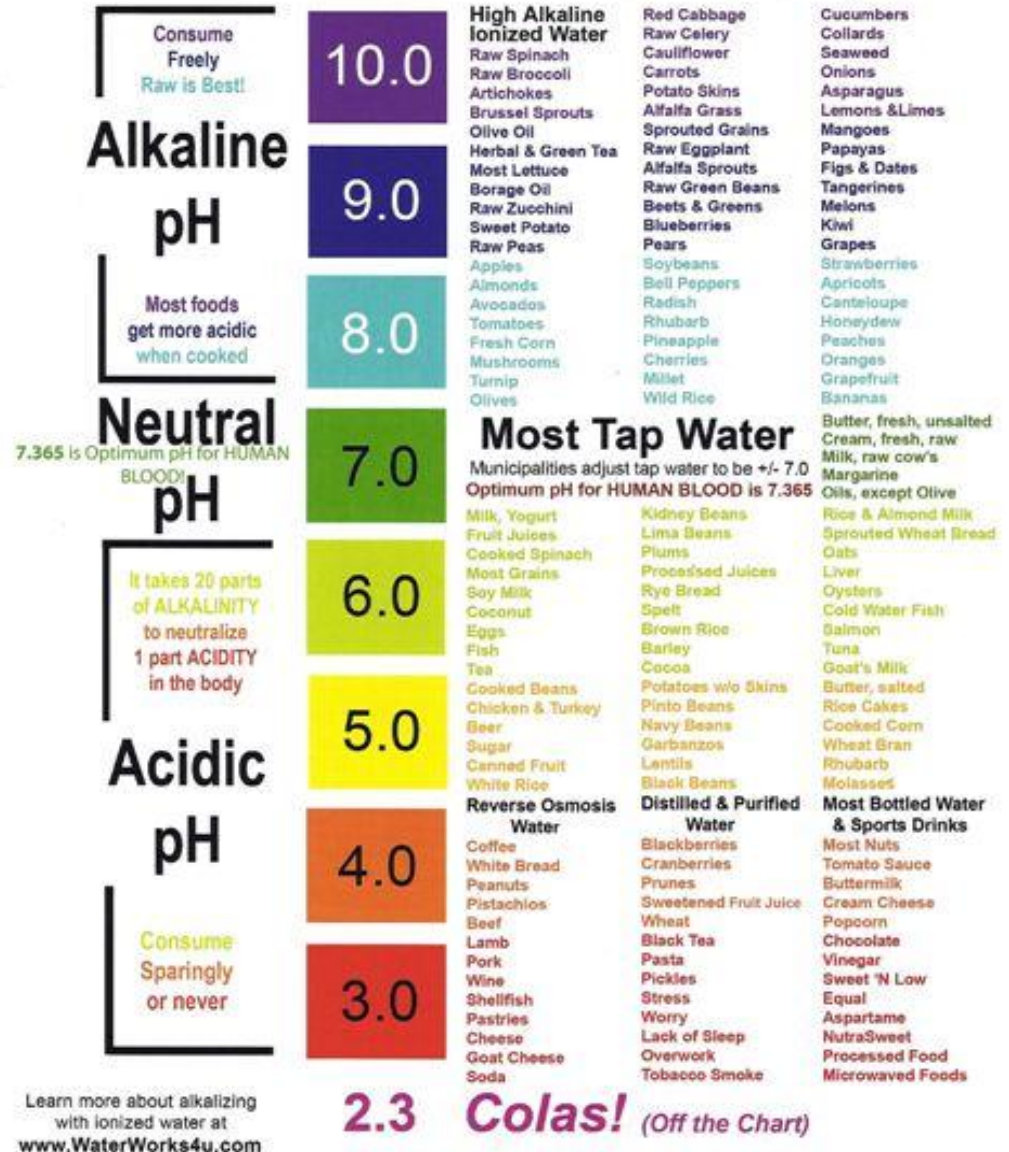 Consume
Freely
Raw is Best!
Alkaline
pH
Most foods
get more acidic
when cooked
Neutral
7.365 is Optimum pH for HUMAN
BLOOD!
pH
It takes 20 parts
of ALKALINITY
to neutralize
1 part ACIDITY
in the body
Acidic
pH
Consume
Sparingly
or never
Learn more about alkalizing
with ionized water at
www.WaterWorks4u.com
10.0
9.0
8.0
7.0
6.0
5.0
4.0
3.0
2.3 Colas! (Off the Chart)
High Alkaline
Ionized Water
Raw Spinach
Raw Broccoli
Artichokes
Brussel Sprouts
Olive Oil
Herbal & Green Tea
Most Lettuce
Borage Oil
Raw Zucchini
Sweet Potato
Raw Peas
Apples
Almonds
Avocados
Tomatoes
Fresh Corn
Mushrooms
Turnip
Olives
Red Cabbage
Raw Celery
Cauliflower
Carrots
Potato Skins
Alfalfa Grass
Sprouted Grains
Raw Eggplant
Alfalfa Sprouts
Raw Green Beans
Beets & Greens
Blueberries
Pears
Soybeans
Bell Peppers
Radish
Rhubarb
Pineapple
Cherries
Millet
Wild Rice
Cucumbers
Collards
Seaweed
Onions
Asparagus
Lemons &Limes
Mangoes
Papayas
Figs & Dates
Tangerines
Melons
Kiwi
Grapes
Strawberries
Apricots
Canteloupe
Honeydew
Peaches
Oranges
Grapefruit
Bananas
Most Tap Water
Municipalities adjust tap water to be +/- 7.0
Optimum pH for HUMAN BLOOD is 7.365
Butter, fresh, unsalted
Cream, fresh, raw
Milk, raw cow's
Margarine
Oils, except Olive
Milk, Yogurt
Fruit Juices
Cooked Spinach
Most Grains
Soy Milk
Coconut
Eggs
Fish
Tea
Cooked Beans
Chicken & Turkey
Beer
Sugar
Canned Fruit
White Rice
Reverse Osmosis
Water
Coffee
White Bread
Peanuts
Pistachios
Beef
Lamb
Pork
Wine
Shellfish
Pastries
Cheese
Goat Cheese
Soda
Kidney Beans
Lima Beans
Plums
Processed Juices
Rye Bread
Spelt
Brown Rice
Barley
Cocoa
Potatoes w/o Skins
Pinto Beans
Navy Beans
Garbanzos
Lentils
Black Beans
Distilled & Purified
Water
Blackberries
Cranberries
Prunes
Sweetened Fruit Juice
Wheat
Black Tea
Pasta
Pickles
Stress
Worry
Lack of Sleep
Overwork
Tobacco Smoke
Rice & Almond Milk
Sprouted Wheat Bread
Oats
Liver
Oysters
Cold Water Fish
Salmon
Tuna
Goat's Milk
Butter, salted
Rice Cakes
Cooked Corn
Wheat Bran
Rhubarb
Molasses
Most Bottled Water
& Sports Drinks
Most Nuts
Tomato Sauce
Buttermilk
Cream Cheese
Popcorn
Chocolate
Vinegar
Sweet 'N Low
Equal
Aspartame
NutraSweet
Processed Food
Microwaved Foods